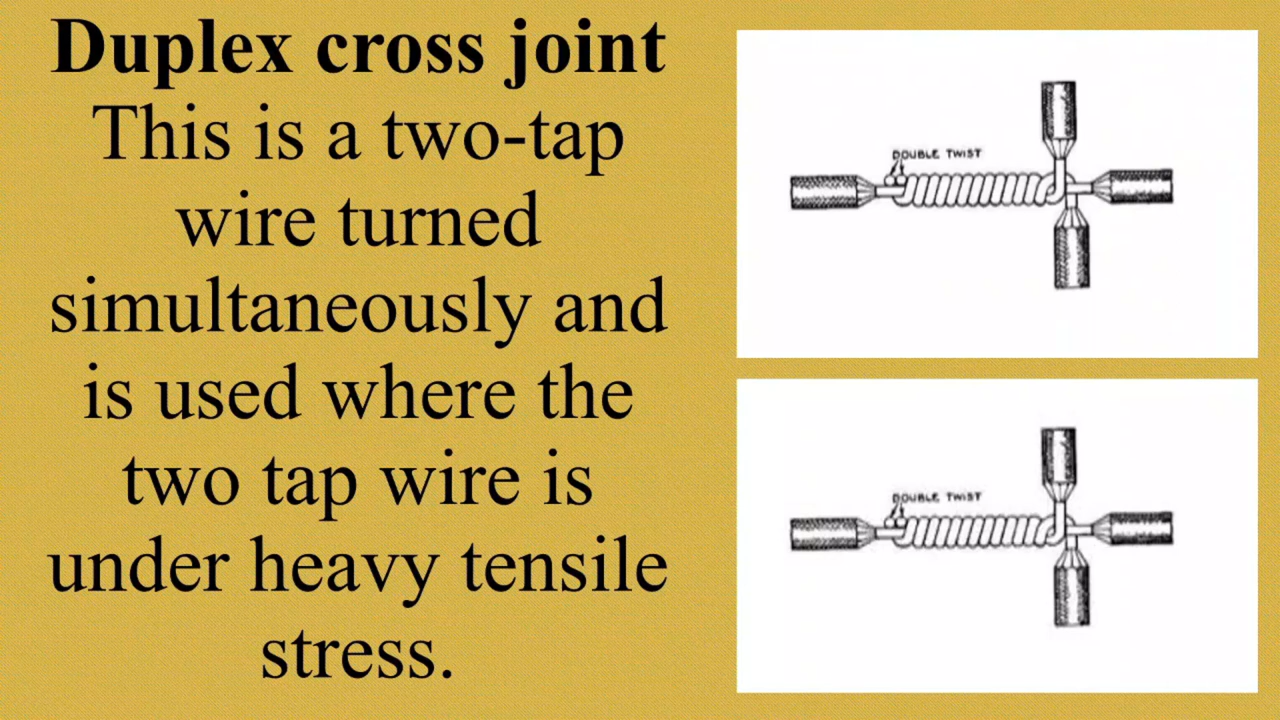 Duplex cross joint
This is a two-tap
wire turned
simultaneously and
is used where the
two tap wire is
under heavy tensile
stress.
DOUBLE TWIST
DOUBLE TWIST